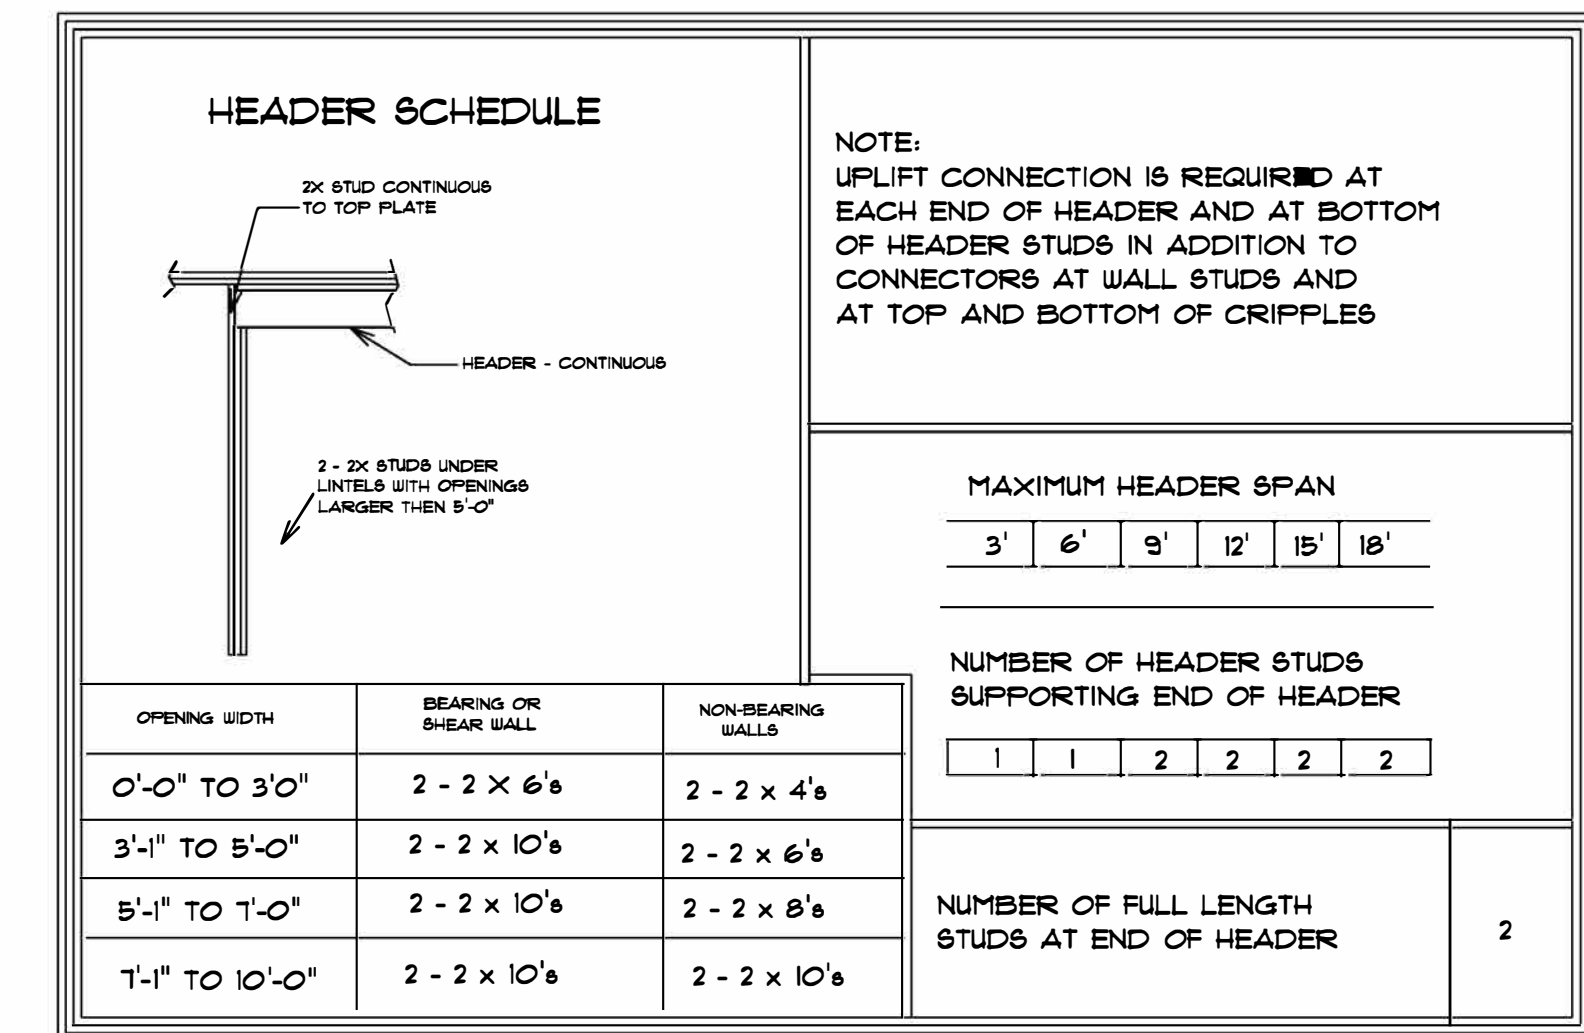 HEADER SCHEDULE
2X STUD CONTINUOUS
TO TOP PLATE
HEADER - CONTINUOUS
2 - 2X STUDS UNDER
LINTELS WITH OPENINGS
LARGER THEN 5'-0"
OPENING WIDTH
BEARING OR
SHEAR WALL
NON-BEARING
WALLS
0'-0" TO 3'0"
2 - 2 X 6's
2 - 2 x 4's
3'-1" TO 5'-0"
2 - 2 x 10's
2 - 2 x 6's
5'-1" TO 7'-0"
2 - 2 x 10's
2 - 2 x 8's
7'-1" TO 10'-0"
2 - 2 x 10's
2 - 2 x 10's
NOTE:
UPLIFT CONNECTION IS REQUIRED AT
EACH END OF HEADER AND AT BOTTOM
OF HEADER STUDS IN ADDITION TO
CONNECTORS AT WALL STUDS AND
AT TOP AND BOTTOM OF CRIPPLES
MAXIMUM HEADER SPAN
3' 6' 9' 12' 15' 18'
NUMBER OF HEADER STUDS
SUPPORTING END OF HEADER
1 1 2 2 2 2
NUMBER OF FULL LENGTH
STUDS AT END OF HEADER
2